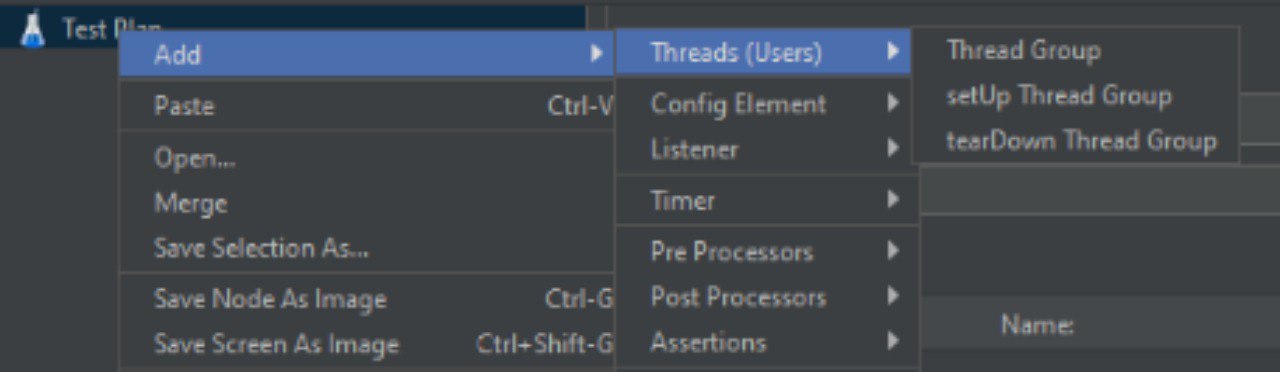 Test Plan
Add
Paste Ctrl-V
Open...
Merge
Save Selection As...
Save Node As Image Ctrl-G
Save Screen As Image Ctrl+Shift-G
Threads (Users)
Config Element
Listener
Timer
Pre Processors
Post Processors
Assertions
Thread Group
setUp Thread Group
tearDown Thread Group
Name: